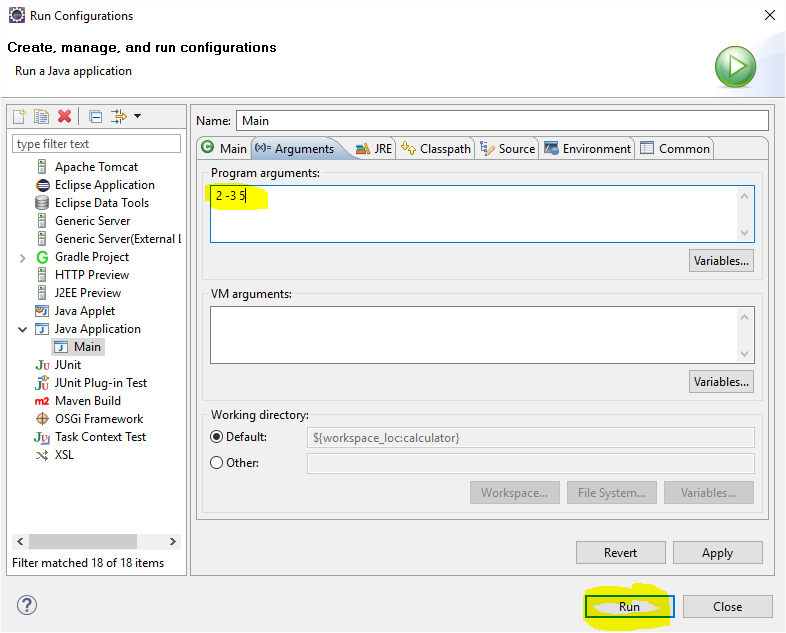 Run Configurations
Create, manage, and run configurations
Run a Java application
type filter text
Apache Tomcat
Eclipse Application
Eclipse Data Tools
Generic Server
Generic Server(External L
Gradle Project
HTTP Preview
J2EE Preview
Java Applet
Java Application
Main
JUnit
JUnit Plug-in Test
Maven Build
OSGi Framework
Task Context Test
XSL
Filter matched 18 of 18 items
Name: Main
Main (x)= Arguments JRE Classpath Source Environment Common
Program arguments:
2 -3 5
Variables...
VM arguments:
Variables...
Working directory:
Default: ${workspace_loc:calculator}
Other:
Workspace... File System... Variables...
Revert Apply
Run Close